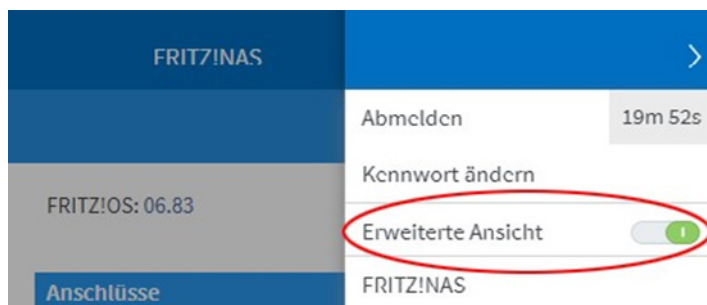 FRITZ!NAS
Abmelden 19m 52s
Kennwort ändern
FRITZ!OS: 06.83
Erweiterte Ansicht
Anschlüsse
FRITZ!NAS